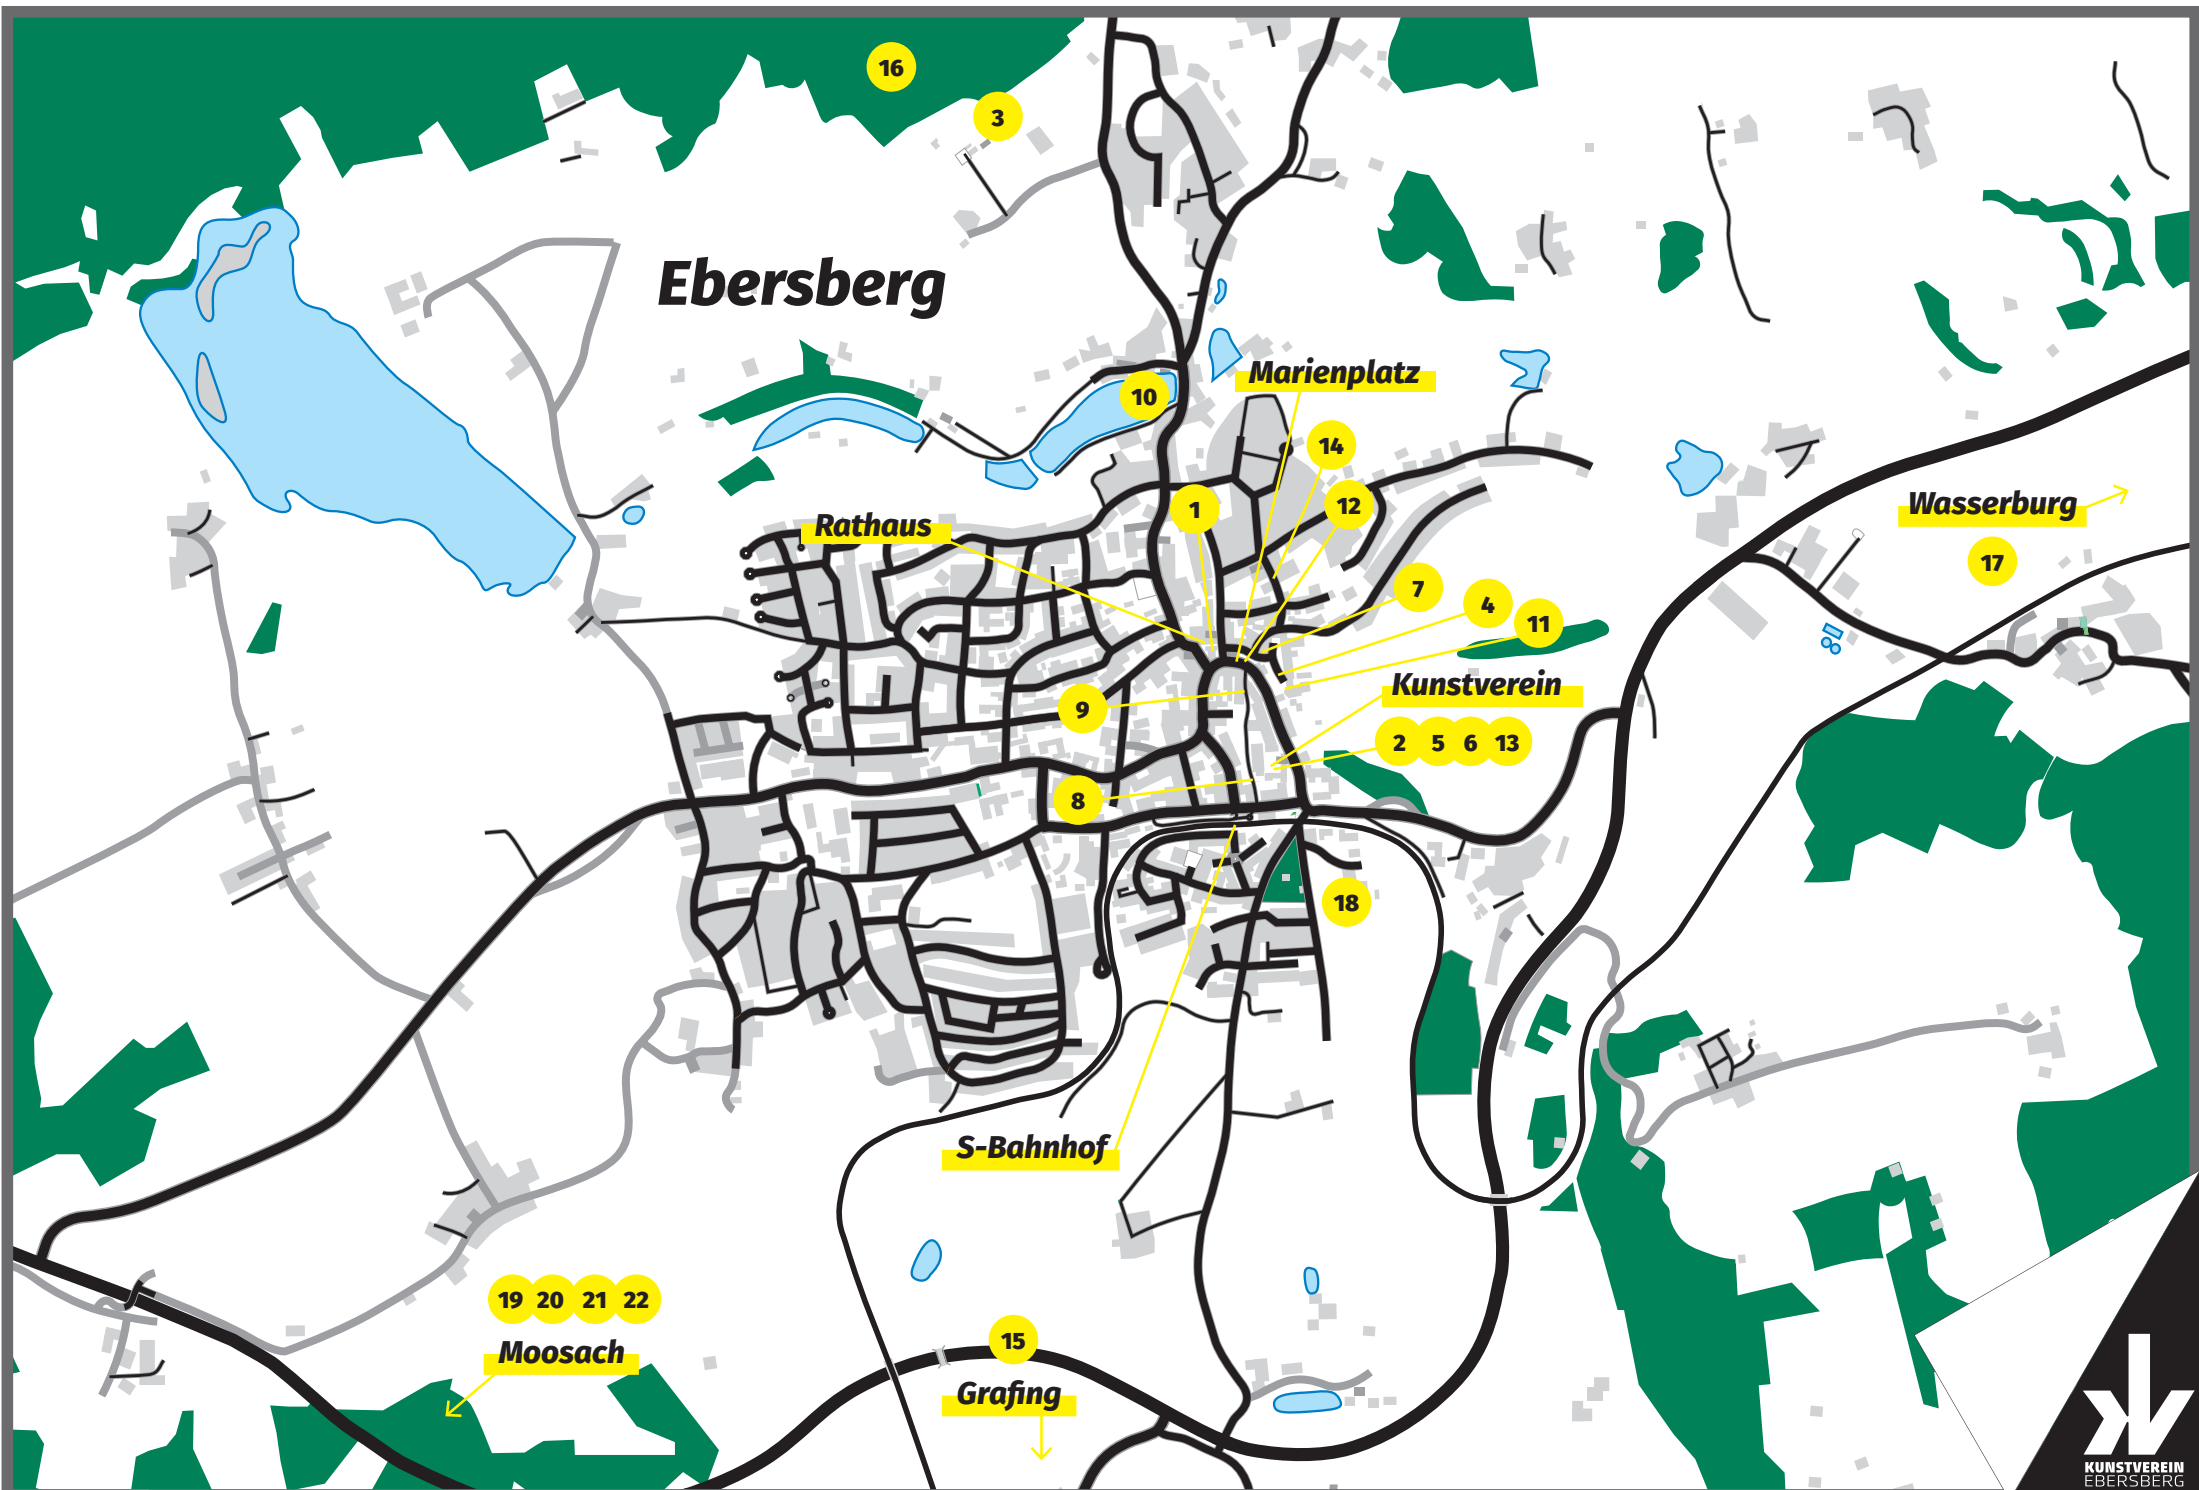 16
3
Ebersberg
Marienplatz
10
14
1
12
Rathaus
Wasserburg
17
7
4
11
Kunstverein
9
2 5 6 13
8
18
S-Bahnhof
19 20 21 22
Moosach
15
Grafing
KUNSTVEREIN
EBERSBERG